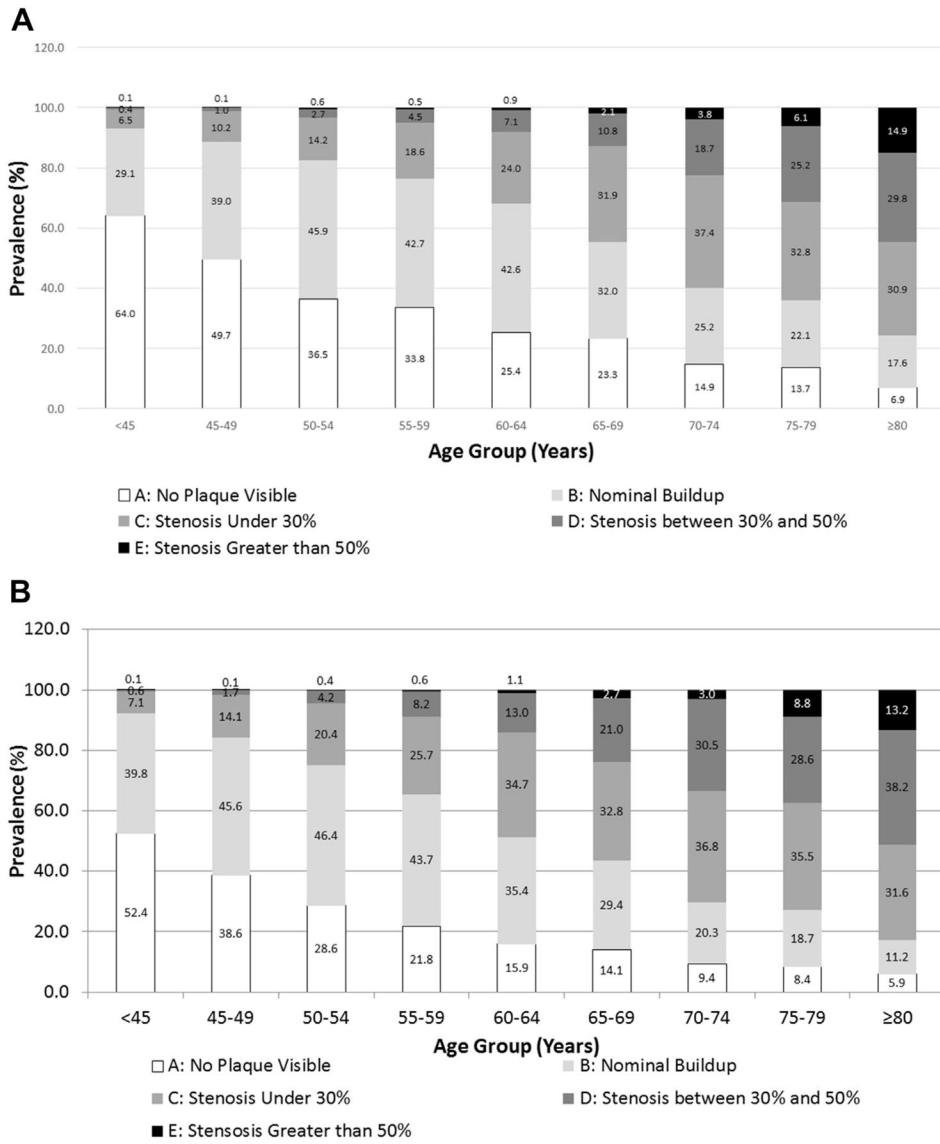 A
120.0
100.0
80.0
60.0
40.0
20.0
0.0
Prevalence (%)
0.1 0.1 0.6 0.5 0.9 2.1 3.8 6.1 14.9
0.4 1.0 2.7 4.5 7.1 10.8 18.7 25.2 29.8
6.5 10.2 14.2 18.6 24.0 31.9 37.4 32.8 30.9
29.1 39.0 45.9 42.7 42.6 32.0 25.2 22.1 17.6
64.0 49.7 36.5 33.8 25.4 23.3 14.9 13.7 6.9
<45 45-49 50-54 55-59 60-64 65-69 70-74 75-79 ≥80
Age Group (Years)
A: No Plaque Visible B: Nominal Buildup
C: Stenosis Under 30% D: Stenosis between 30% and 50%
E: Stenosis Greater than 50%
B
120.0
100.0
80.0
60.0
40.0
20.0
0.0
Prevalence (%)
0.1 0.1 0.4 0.6 1.1 2.7 3.0 8.8 13.2
0.6 1.7 4.2 8.2 13.0 21.0 30.5 28.6 38.2
7.1 14.1 20.4 25.7 34.7 32.8 36.8 35.5 31.6
39.8 45.6 46.4 43.7 35.4 29.4 20.3 18.7 11.2
52.4 38.6 28.6 21.8 15.9 14.1 9.4 8.4 5.9
<45 45-49 50-54 55-59 60-64 65-69 70-74 75-79 ≥80
Age Group (Years)
A: No Plaque Visible B: Nominal Buildup
C: Stenosis Under 30% D: Stenosis between 30% and 50%
E: Stensosis Greater than 50%